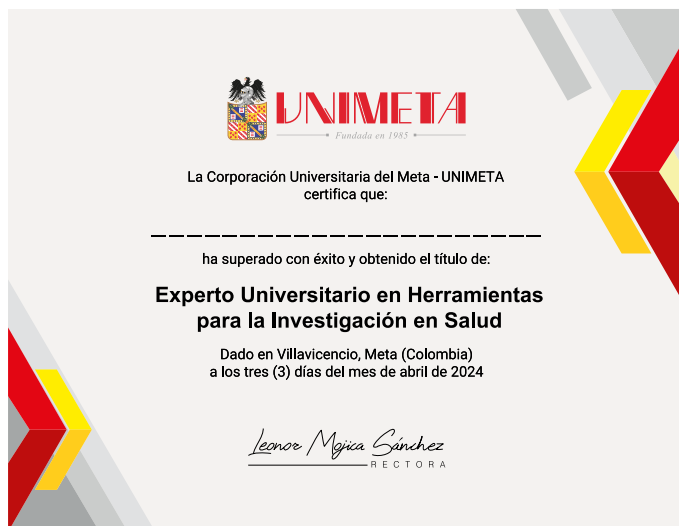 UNIMETA
Fundada en 1985
La Corporación Universitaria del Meta - UNIMETA
certifica que:
ha superado con éxito y obtenido el título de:
Experto Universitario en Herramientas
para la Investigación en Salud
Dado en Villavicencio, Meta (Colombia)
a los tres (3) días del mes de abril de 2024
Leonor Mojica Sánchez
RECTORA